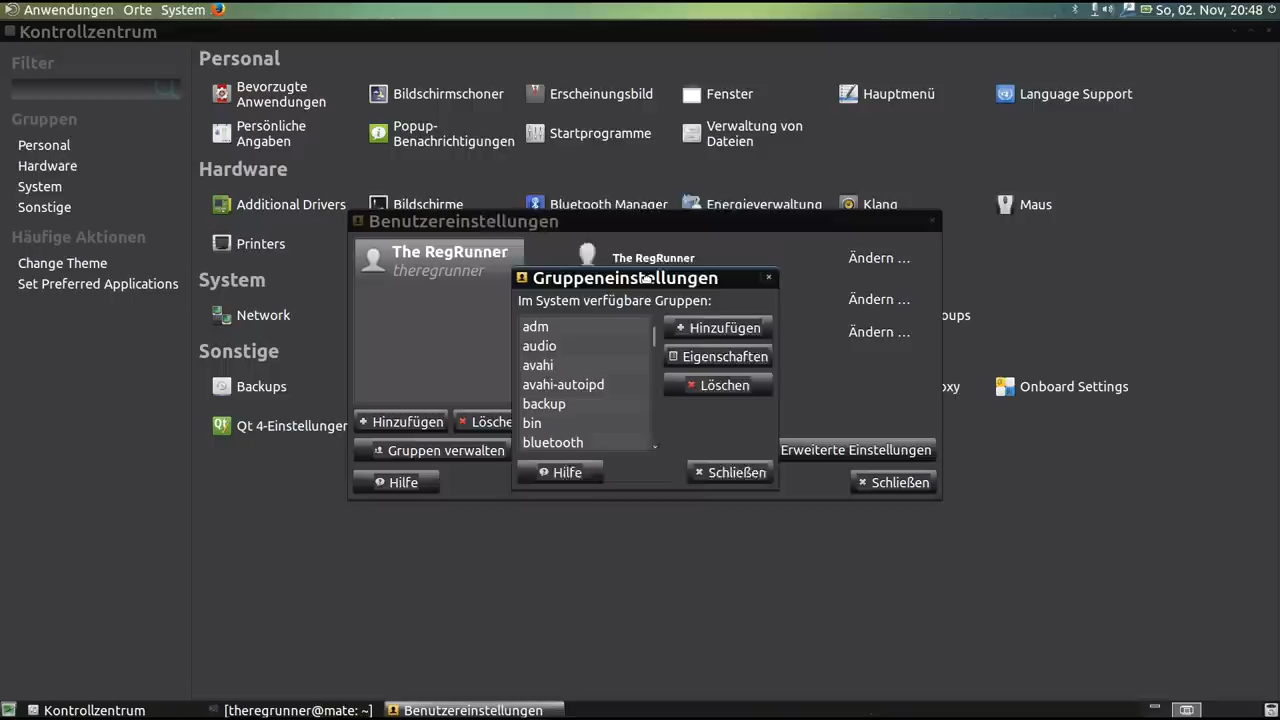 Anwendungen Orte System
So, 02. Nov, 20:48
Kontrollzentrum
Filter
Gruppen
Personal
Hardware
System
Sonstige
Häufige Aktionen
Change Theme
Set Preferred Applications
Personal
Bevorzugte
Anwendungen
Bildschirmschoner
Erscheinungsbild
Fenster
Hauptmenü
Language Support
Persönliche
Angaben
Popup-
Benachrichtigungen
Startprogramme
Verwaltung von
Dateien
Hardware
Additional Drivers
Bildschirme
Bluetooth Manager
Energieverwaltung
Klang
Maus
Printers
System
Network
oups
Sonstige
Backups
oxy
Onboard Settings
Qt 4-Einstellunger
Benutzereinstellungen
The RegRunner
theregrunner
The RegRunner
Ändern ...
Ändern ...
Ändern ...
Hinzufügen
Lösche
Gruppen verwalten
Erweiterte Einstellungen
Hilfe
Schließen
Gruppeneinstellungen
Im System verfügbare Gruppen:
adm
audio
avahi
avahi-autoipd
backup
bin
bluetooth
Hinzufügen
Eigenschaften
Löschen
Hilfe
Schließen
Kontrollzentrum
[theregrunner@mate: ~]
Benutzereinstellungen